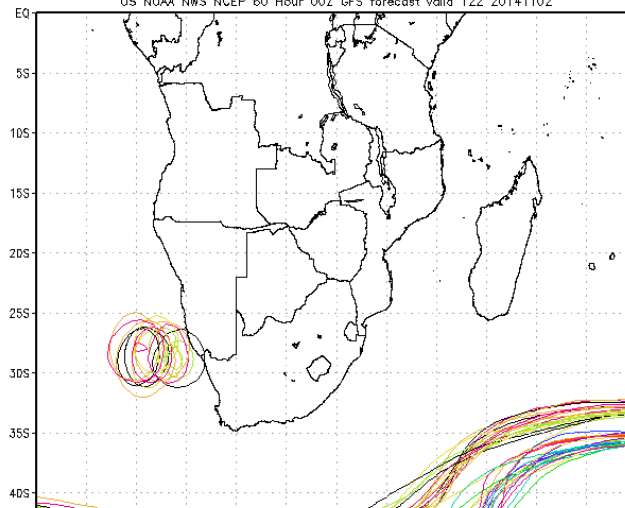 US NOAA NWS NCEP 60 Hour 00Z GFS forecast valid 12Z 20141102
EQ
5S
10S
15S
20S
25S
30S
35S
40S